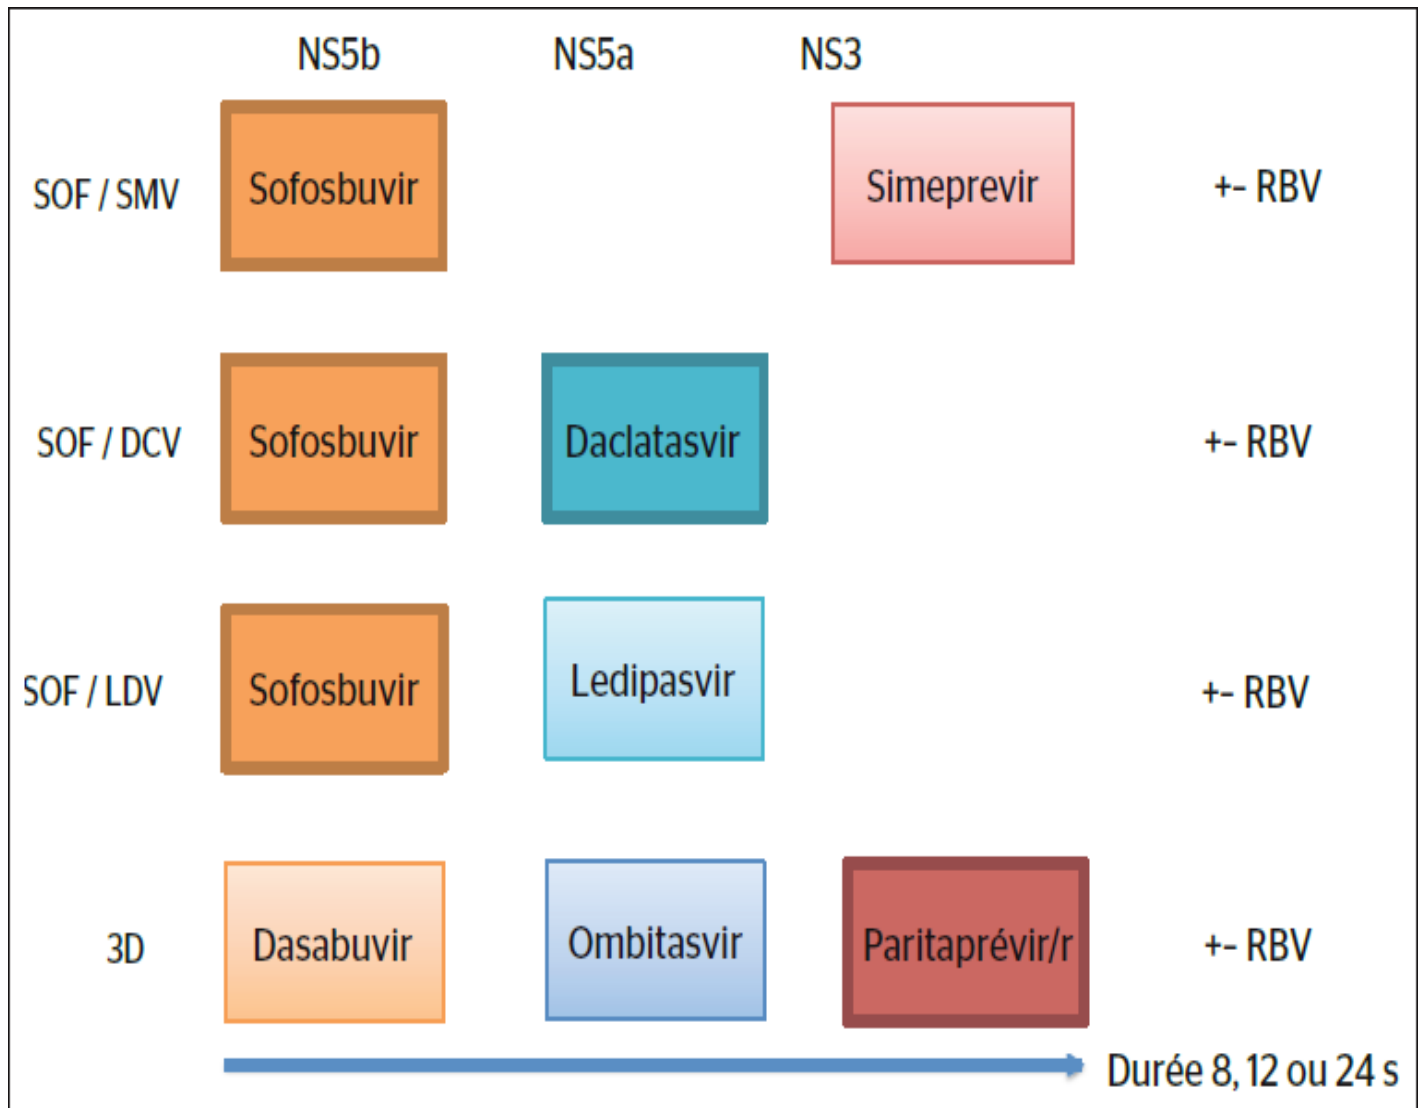 NS5b NS5a NS3
SOF / SMV Sofosbuvir Simeprevir +- RBV
SOF / DCV Sofosbuvir Daclatasvir +- RBV
SOF / LDV Sofosbuvir Ledipasvir +- RBV
3D Dasabuvir Ombitasvir Paritaprévir/r +- RBV
Durée 8, 12 ou 24 s